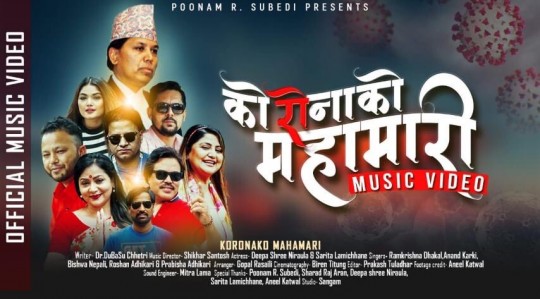 POONAM R. SUBEDI PRESENTS
OFFICIAL MUSIC VIDEO
कोरोनाको
महामारी
MUSIC VIDEO
KORONAKO MAHAMARI
Writer- Dr.DuBaSu Chhetri Music Director- Shikhar Santosh Actress- Deepa Shree Niraula & Sarita Lamichhane Singers- Ramkrishna Dhakal,Anand Karki,
Bishwa Nepali, Roshan Adhikari & Prabisha Adhikari Arranger- Gopal Rasaili Cinematography- Biren Titung Editor- Prakash Tuladhar Footage credit- Aneel Katwal
Sound Engineer- Mitra Lama Special Thanks- Poonam R. Subedi, Sharad Raj Aran, Deepa shree niraula,
Sarita Lamichhane, Aneel Katwal Studio- Sangam